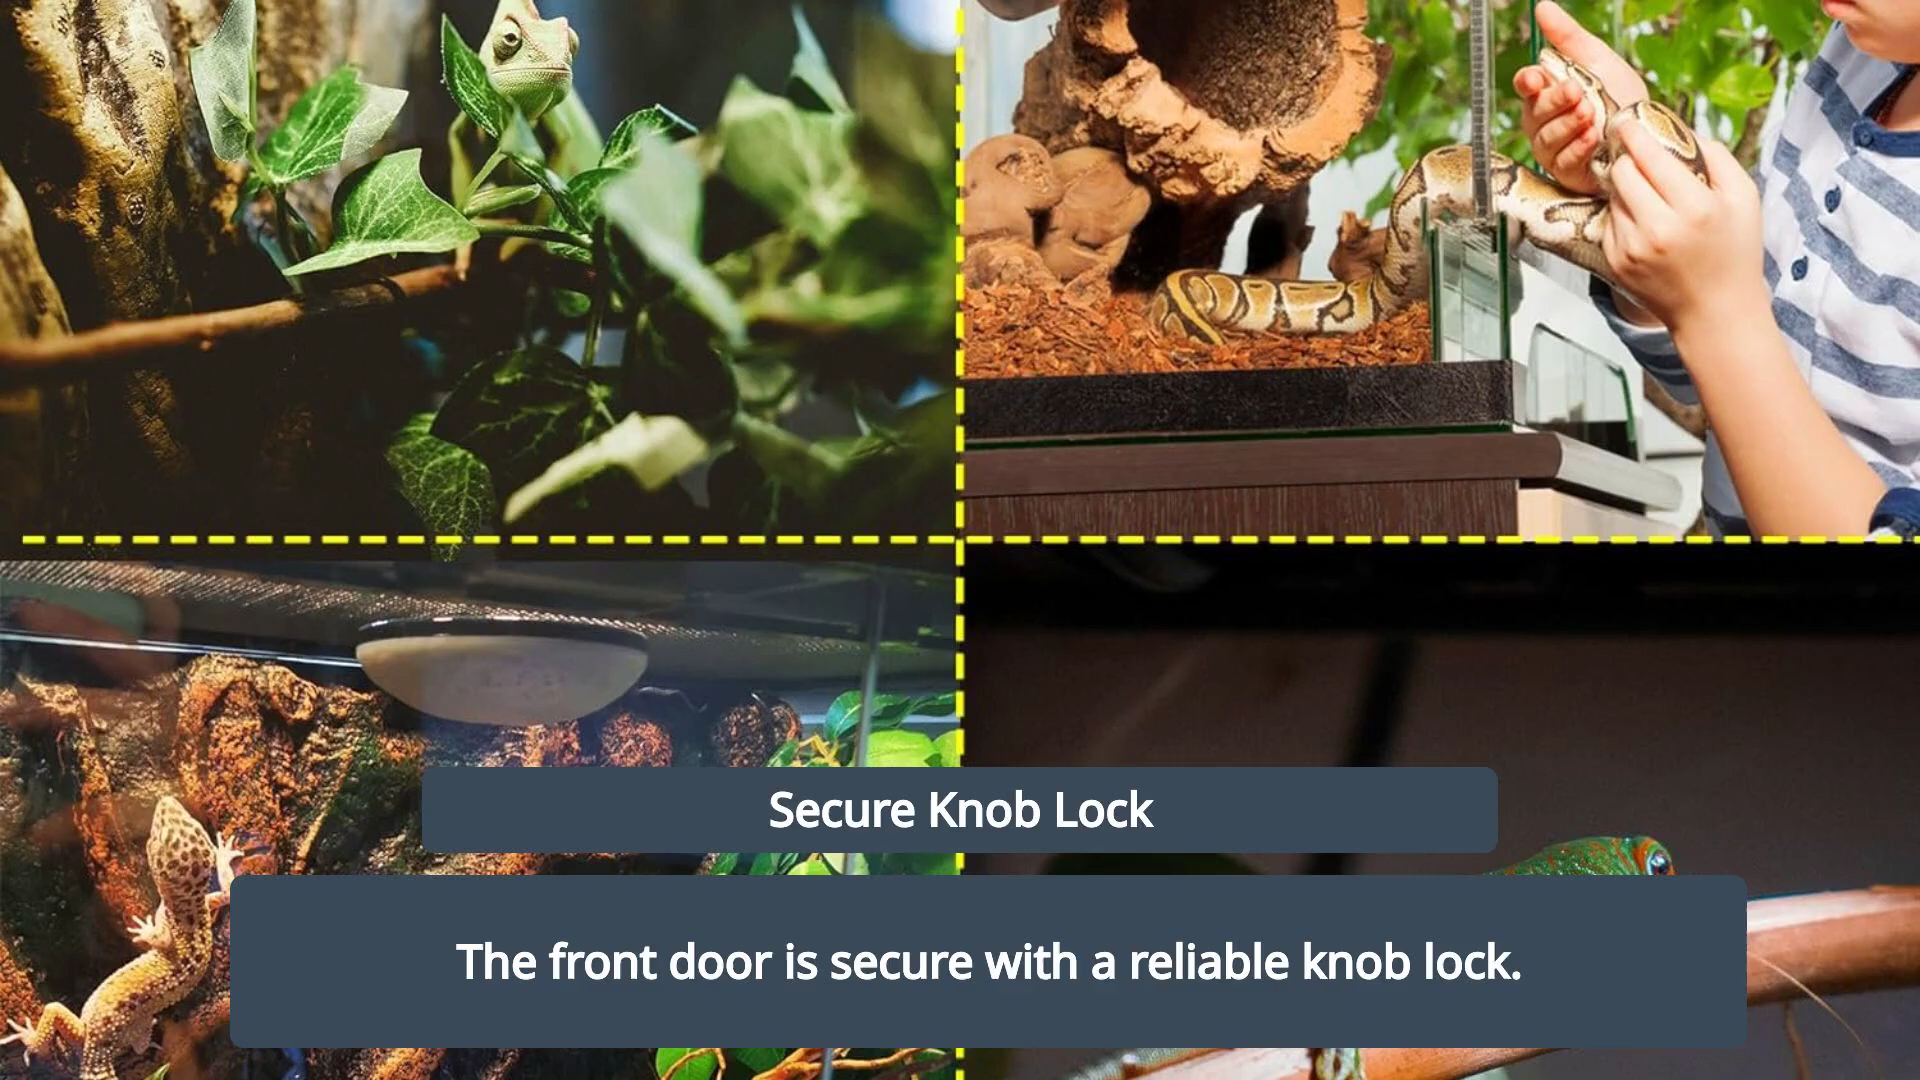 Secure Knob Lock
The front door is secure with a reliable knob lock.